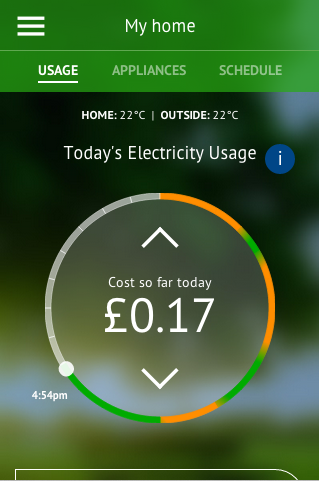 My home
USAGE APPLIANCES SCHEDULE
HOME: 22°C | OUTSIDE: 22°C
Today's Electricity Usage i
Cost so far today
£0.17
4:54pm